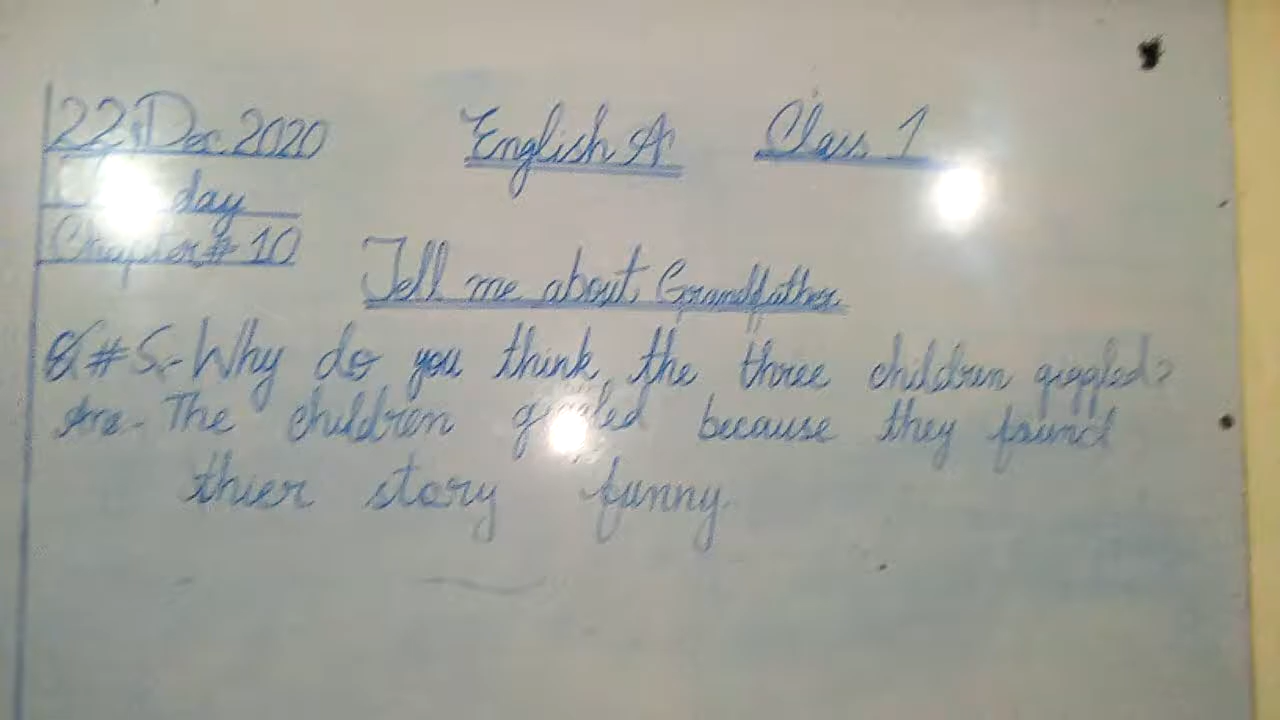 22 Dec. 2020
English A
Class 1
day
Chapter # 10
Tell me about Grandfather
Q # 5.- Why do you think the three children giggled?
Ans- The children giggled because they found
thier story funny.